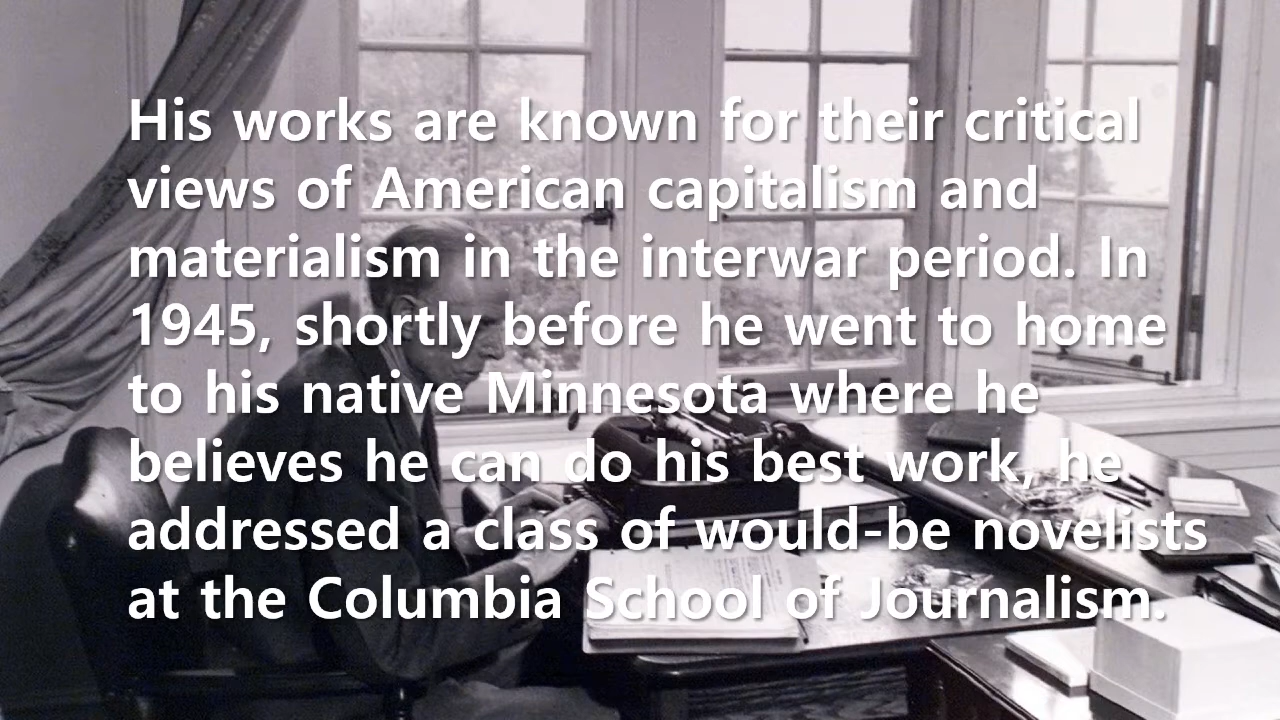 His works are known for their critical
views of American capitalism and
materialism in the interwar period. In
1945, shortly before he went to home
to his native Minnesota where he
believes he can do his best work, he
addressed a class of would-be novelists
at the Columbia School of Journalism.